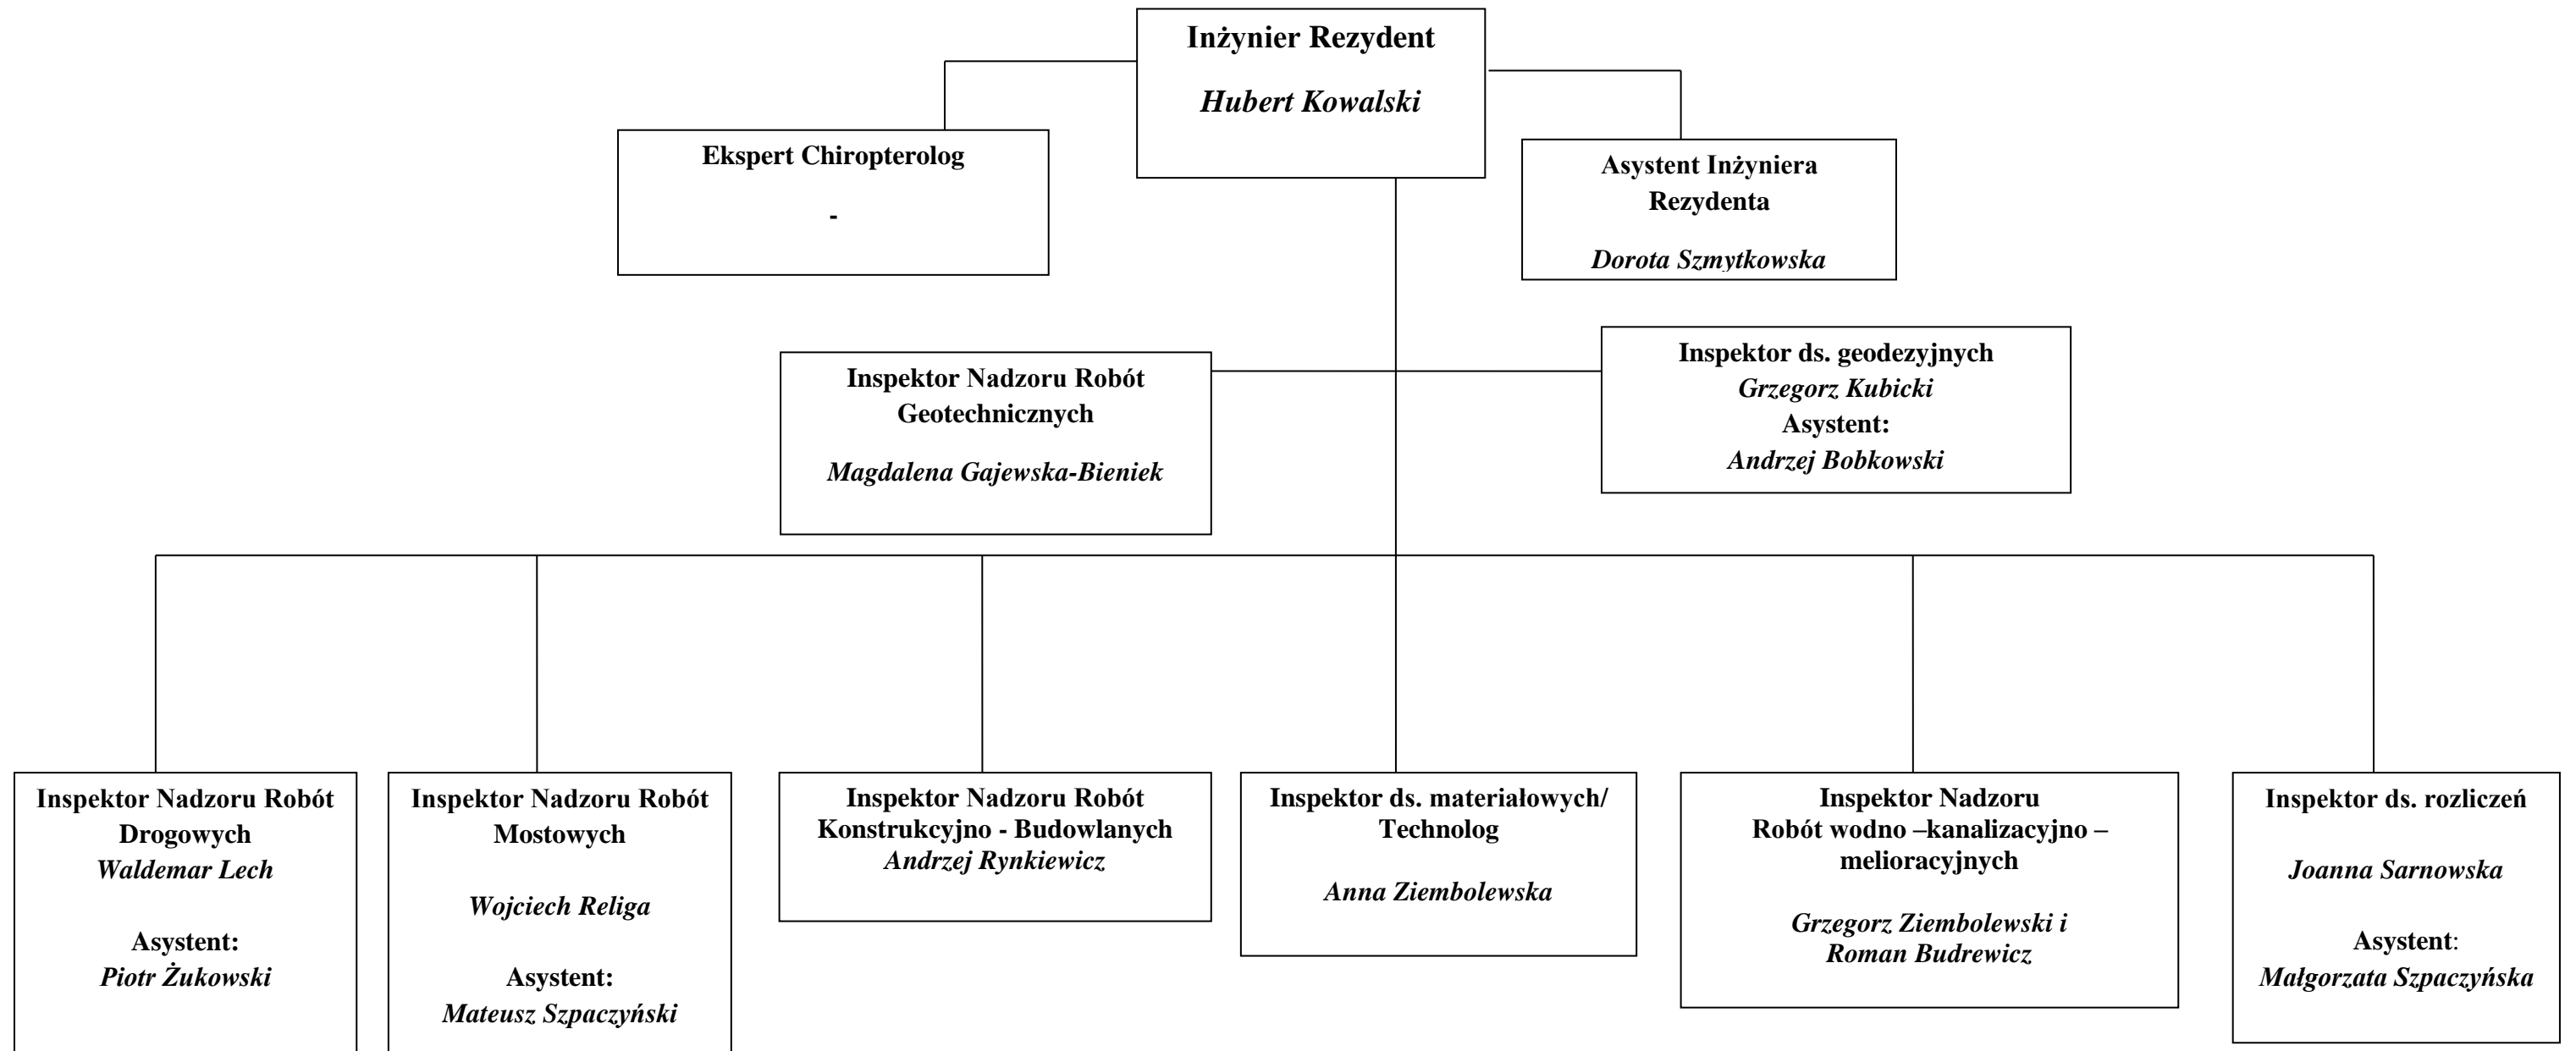 Inżynier Rezydent
Hubert Kowalski
Ekspert Chiropterolog
-
Asystent Inżyniera
Rezydenta
Dorota Szmytkowska
Inspektor Nadzoru Robót
Geotechnicznych
Magdalena Gajewska-Bieniek
Inspektor ds. geodezyjnych
Grzegorz Kubicki
Asystent:
Andrzej Bobkowski
Inspektor Nadzoru Robót
Drogowych
Waldemar Lech
Asystent:
Piotr Żukowski
Inspektor Nadzoru Robót
Mostowych
Wojciech Religa
Asystent:
Mateusz Szpaczyński
Inspektor Nadzoru Robót
Konstrukcyjno - Budowlanych
Andrzej Rynkiewicz
Inspektor ds. materiałowych/
Technolog
Anna Ziembolewska
Inspektor Nadzoru
Robót wodno –kanalizacyjno –
melioracyjnych
Grzegorz Ziembolewski i
Roman Budrewicz
Inspektor ds. rozliczeń
Joanna Sarnowska
Asystent:
Małgorzata Szpaczyńska